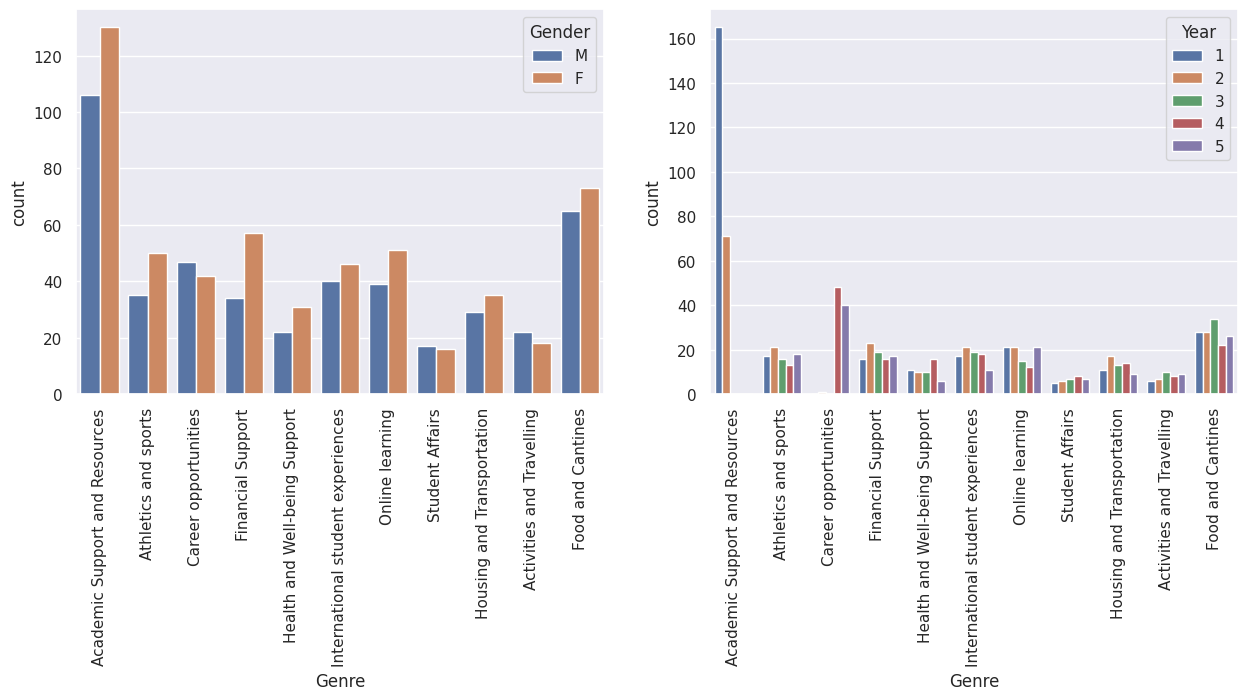 Gender
M
F
120
100
80
60
40
20
0
count
Academic Support and Resources
Athletics and sports
Career opportunities
Financial Support
Health and Well-being Support
International student experiences
Online learning
Student Affairs
Housing and Transportation
Activities and Travelling
Food and Cantines
Genre
Year
1
2
3
4
5
160
140
120
100
80
60
40
20
0
count
Academic Support and Resources
Athletics and sports
Career opportunities
Financial Support
Health and Well-being Support
International student experiences
Online learning
Student Affairs
Housing and Transportation
Activities and Travelling
Food and Cantines
Genre